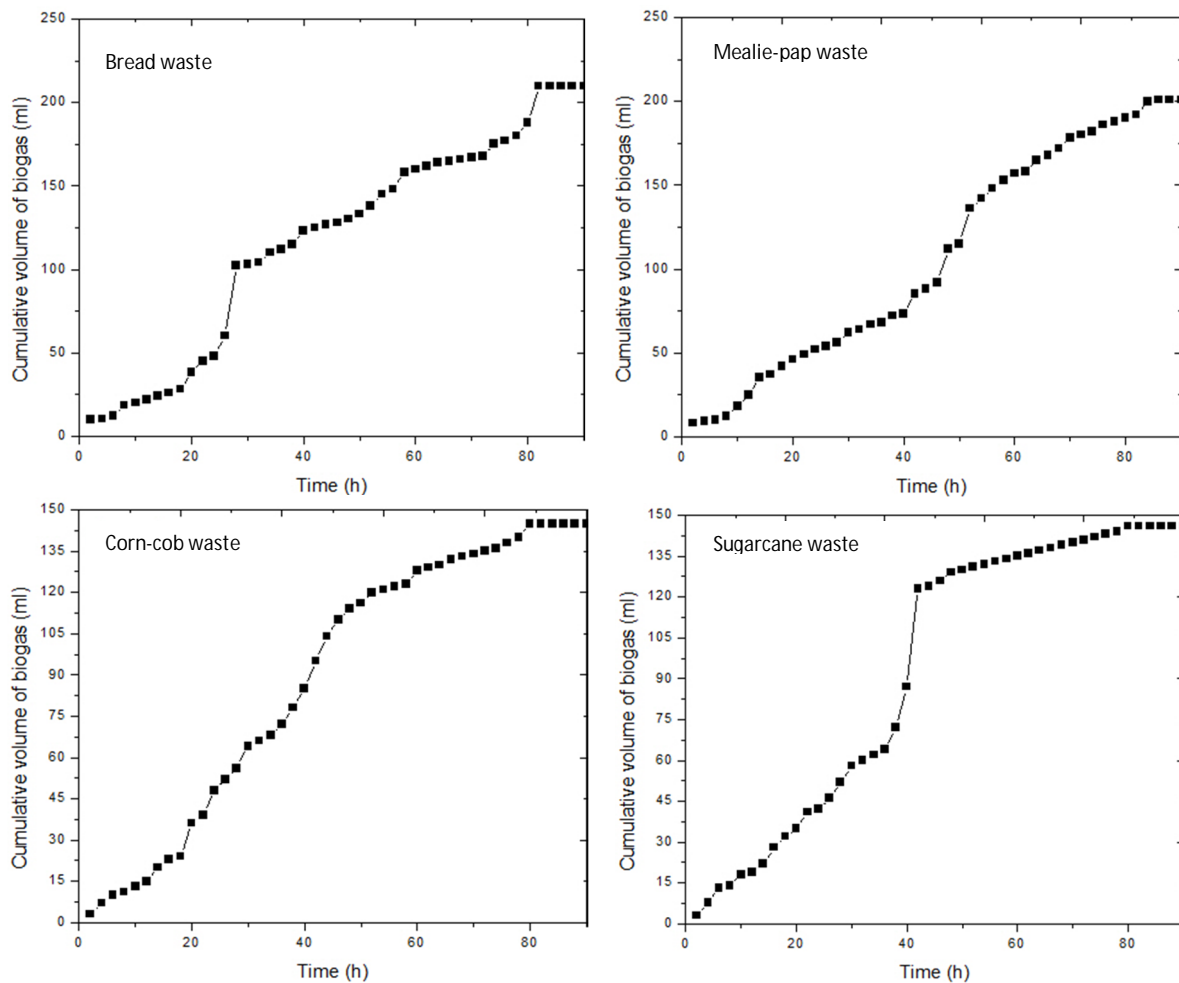 Bread waste
Cumulative volume of biogas (ml)
250
200
150
100
50
0
0 20 40 60 80
Time (h)
Mealie-pap waste
Cumulative volume of biogas (ml)
250
200
150
100
50
0
0 20 40 60 80
Time (h)
Corn-cob waste
Cumulative volume of biogas (ml)
150
135
120
105
90
75
60
45
30
15
0
0 20 40 60 80
Time (h)
Sugarcane waste
Cumulative volume of biogas (ml)
150
135
120
105
90
75
60
45
30
15
0
0 20 40 60 80
Time (h)